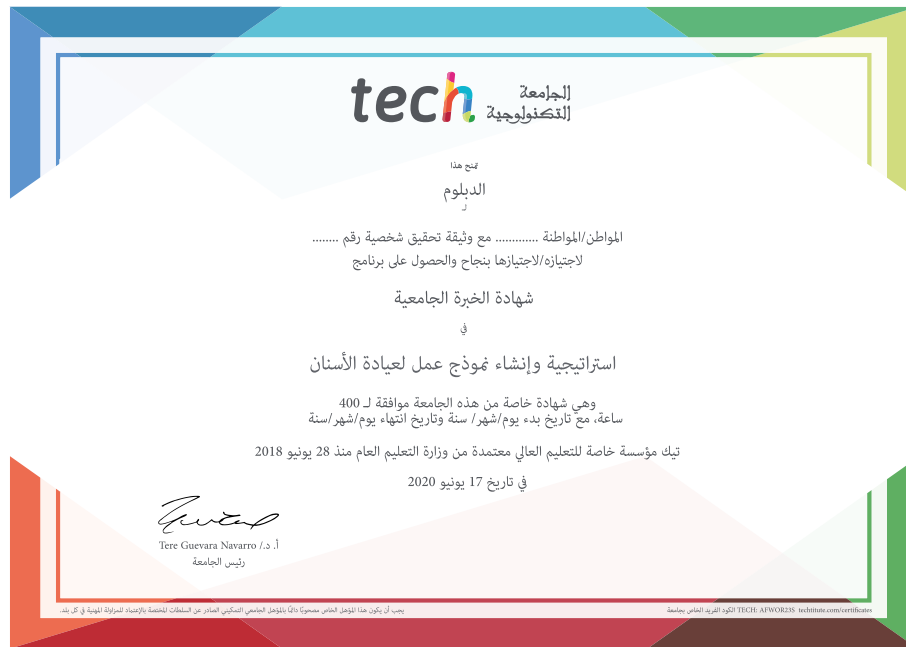 tech
الجامعة
التكنولوجية
تمنح هذا
الدبلوم
لـ
المواطن/المواطنة ............. مع وثيقة تحقيق شخصية رقم ........
لاجتيازه/لاجتيازها بنجاح والحصول على برنامج
شهادة الخبرة الجامعية
في
استراتيجية وإنشاء نموذج عمل لعيادة الأسنان
وهي شهادة خاصة من هذه الجامعة موافقة لـ 400
ساعة، مع تاريخ بدء يوم/شهر/ سنة وتاريخ انتهاء يوم/شهر/سنة
تيك مؤسسة خاصة للتعليم العالي معتمدة من وزارة التعليم العام منذ 28 يونيو 2018
في تاريخ 17 يونيو 2020
أ. د./ Tere Guevara Navarro
رئيس الجامعة
يجب أن يكون هذا المؤهل الخاص مصحوبًا دائمًا بالمؤهل الجامعي التمكيني الصادر عن السلطات المختصة بالإعتماد للمزاولة المهنية في كل بلد.
الكود الفريد الخاص بجامعة TECH: AFWOR23S techtitute.com/certificates